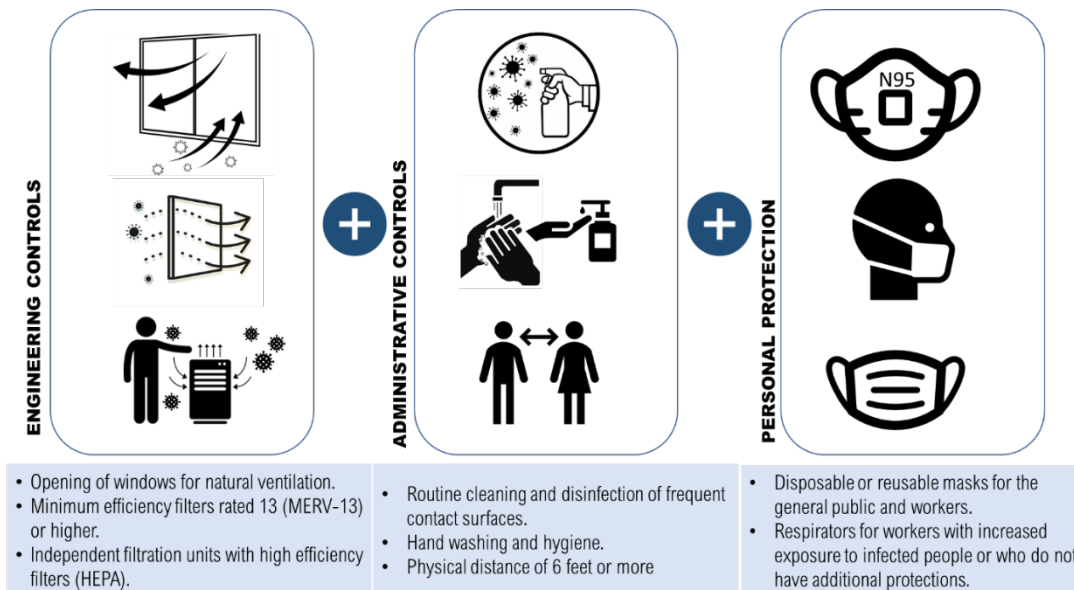 ENGINEERING CONTROLS
• Opening of windows for natural ventilation.
• Minimum efficiency filters rated 13 (MERV-13)
or higher.
• Independent filtration units with high efficiency
filters (HEPA).
ADMINISTRATIVE CONTROLS
• Routine cleaning and disinfection of frequent
contact surfaces.
• Hand washing and hygiene.
• Physical distance of 6 feet or more
PERSONAL PROTECTION
N95
• Disposable or reusable masks for the
general public and workers.
• Respirators for workers with increased
exposure to infected people or who do not
have additional protections.